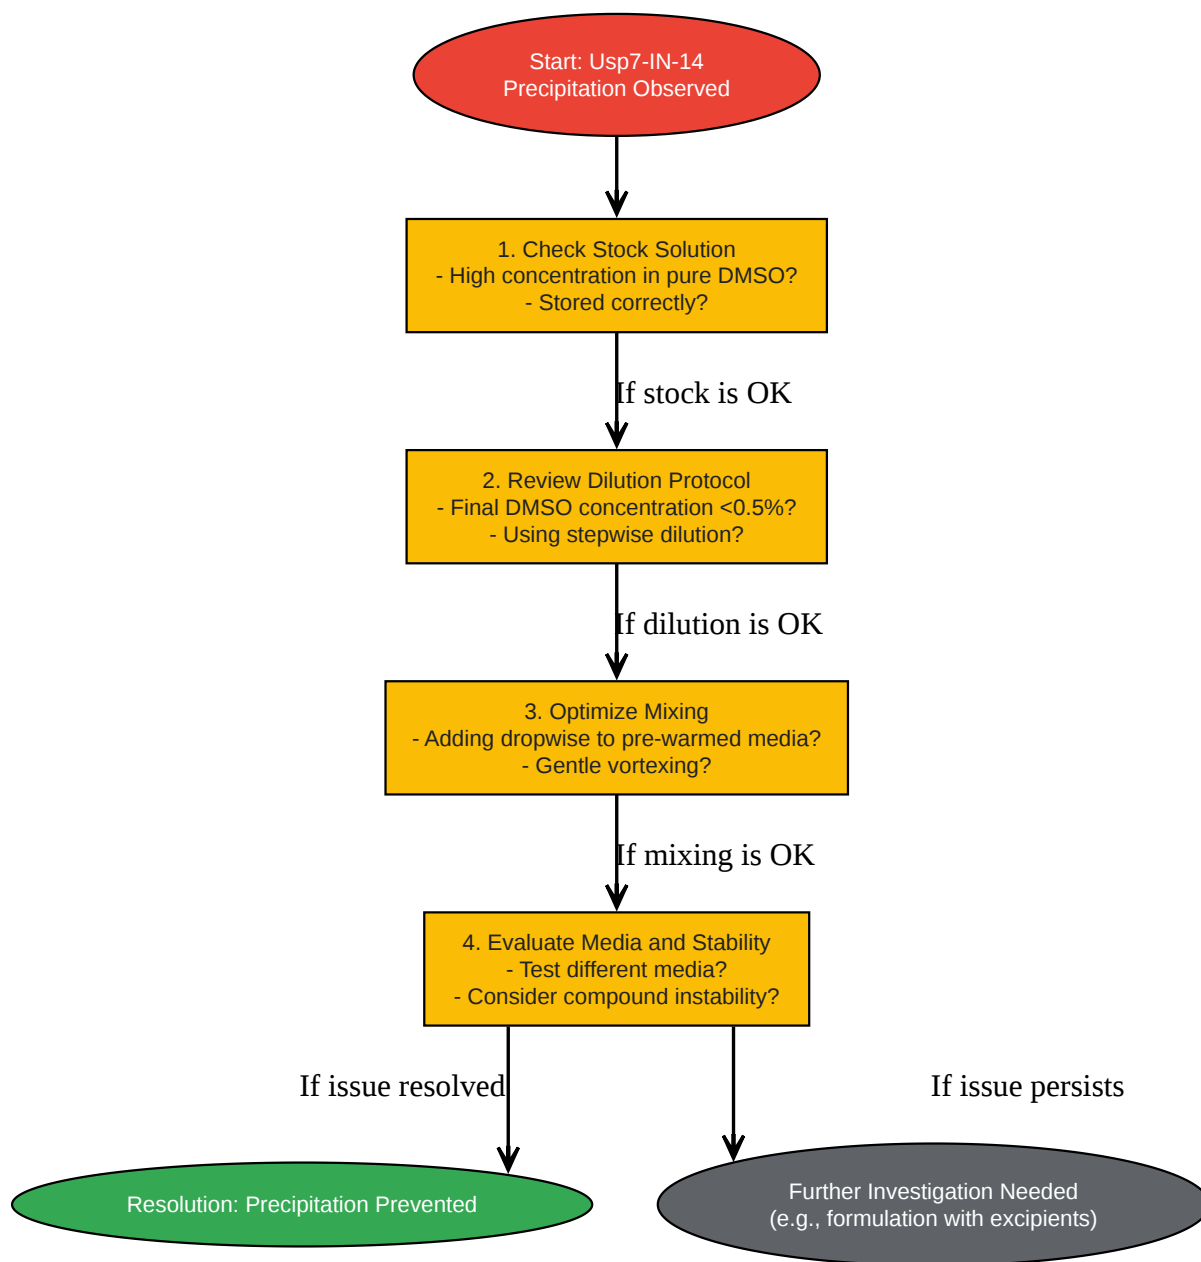 Start: Usp7-IN-14
Precipitation Observed
1. Check Stock Solution
- High concentration in pure DMSO?
- Stored correctly?
If stock is OK
2. Review Dilution Protocol
- Final DMSO concentration <0.5%?
- Using stepwise dilution?
If dilution is OK
3. Optimize Mixing
- Adding dropwise to pre-warmed media?
- Gentle vortexing?
If mixing is OK
4. Evaluate Media and Stability
- Test different media?
- Consider compound instability?
If issue resolved
If issue persists
Resolution: Precipitation Prevented
Further Investigation Needed
(e.g., formulation with excipients)